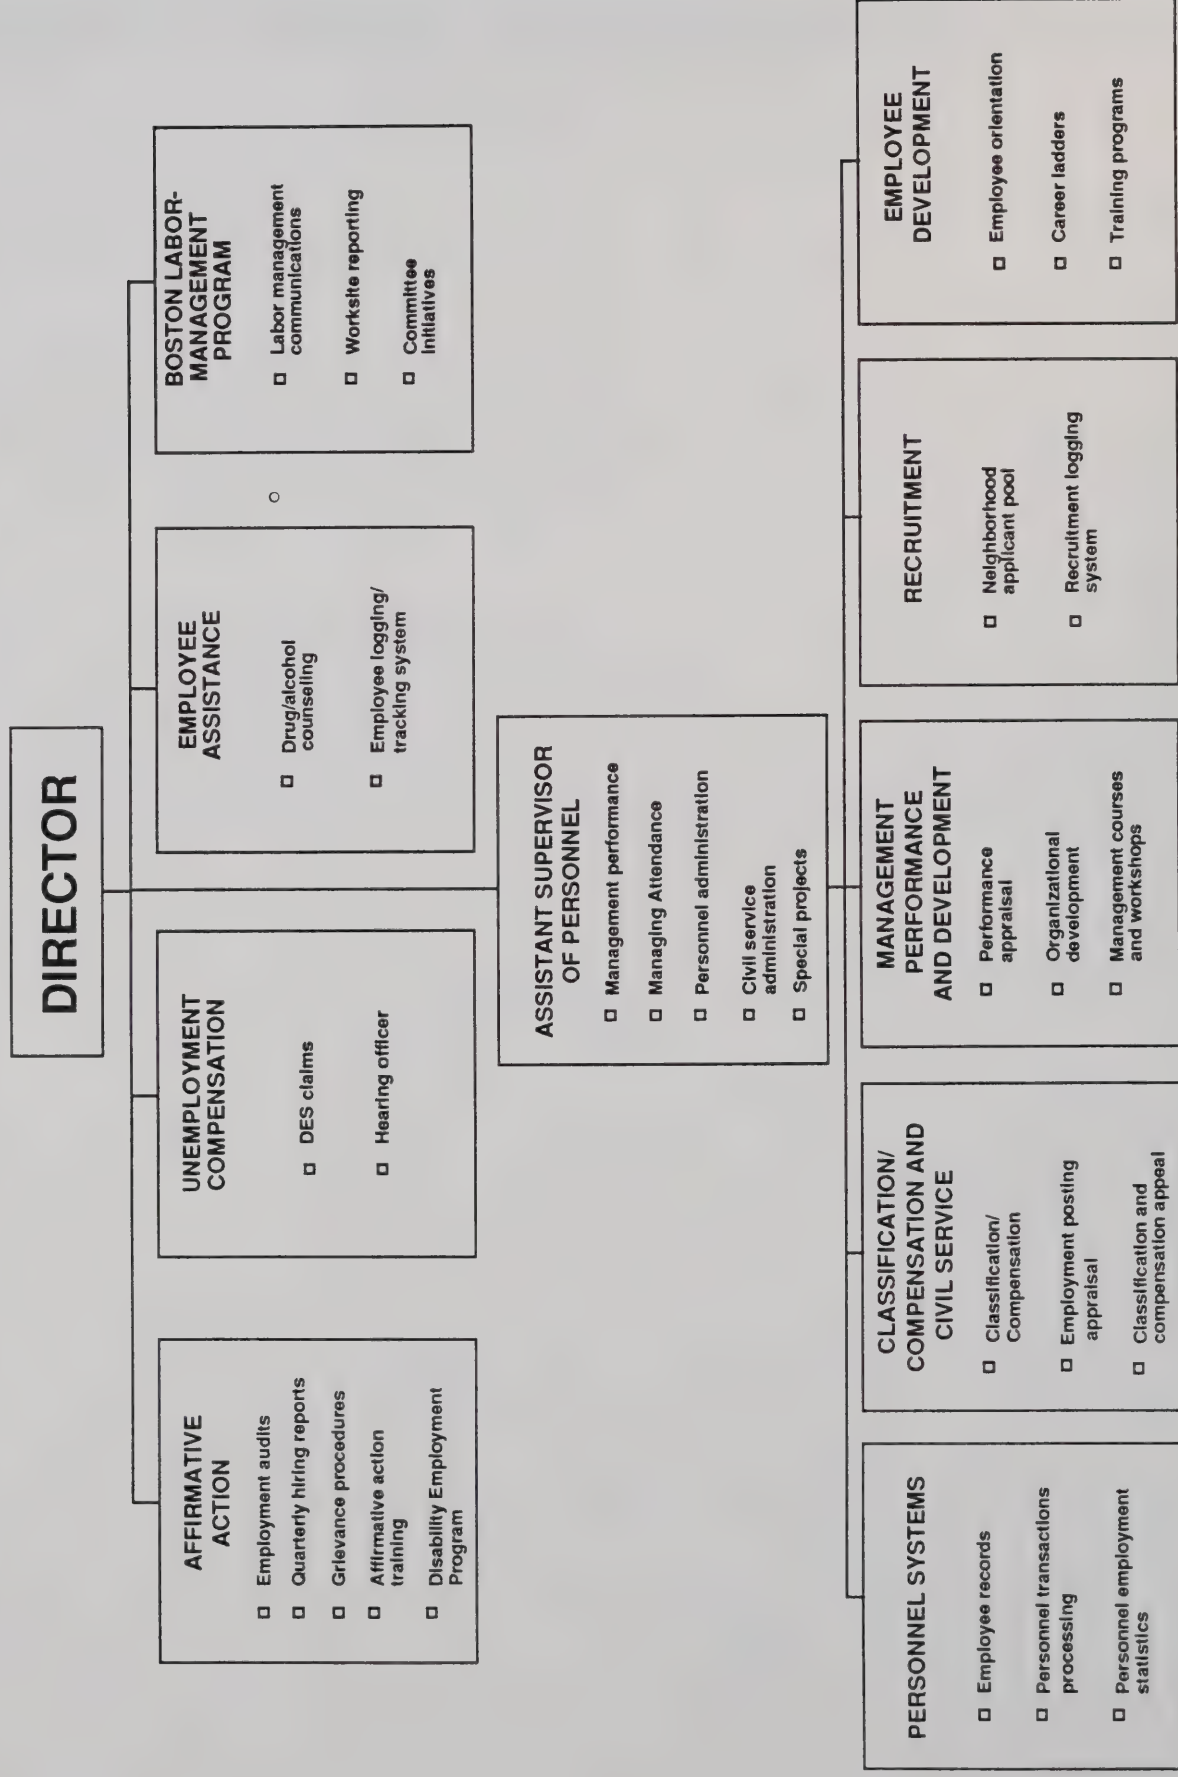 DIRECTOR
AFFIRMATIVE
ACTION
Employment audits
Quarterly hiring reports
Grievance procedures
Affirmative action
training
Disability Employment
Program
UNEMPLOYMENT
COMPENSATION
DES claims
Hearing officer
EMPLOYEE
ASSISTANCE
Drug/alcohol
counseling
Employee logging/
tracking system
BOSTON LABOR-
MANAGEMENT
PROGRAM
Labor management
communications
Worksite reporting
Committee
Initiatives
ASSISTANT SUPERVISOR
OF PERSONNEL
Management performance
Managing Attendance
Personnel administration
Civil service
administration
Special projects
PERSONNEL SYSTEMS
Employee records
Personnel transactions
processing
Personnel employment
statistics
CLASSIFICATION/
COMPENSATION AND
CIVIL SERVICE
Classification/
Compensation
Employment posting
appraisal
Classification and
compensation appeal
MANAGEMENT
PERFORMANCE
AND DEVELOPMENT
Performance
appraisal
Organizational
development
Management courses
and workshops
RECRUITMENT
Neighborhood
applicant pool
Recruitment logging
system
EMPLOYEE
DEVELOPMENT
Employee orientation
Career ladders
Training programs